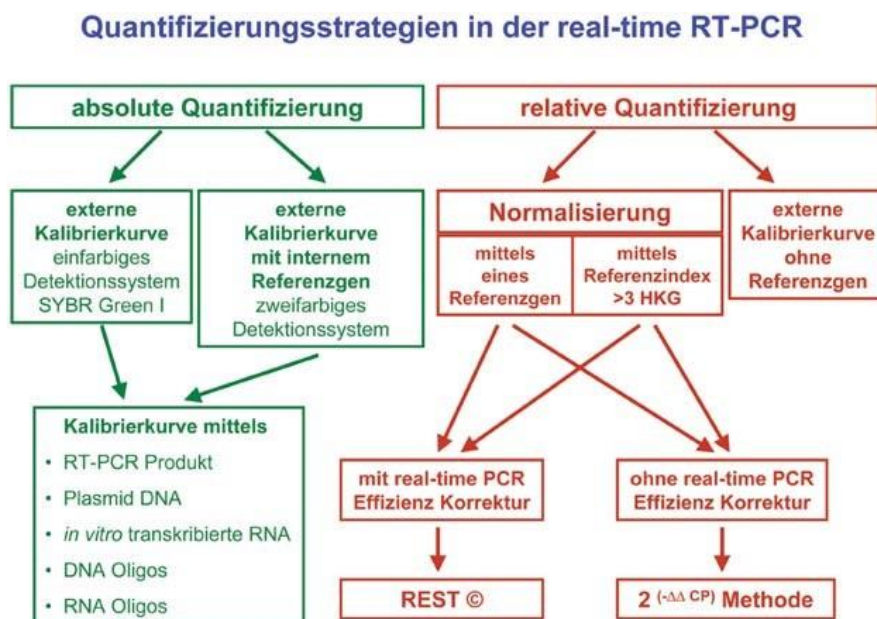 Quantifizierungsstrategien in der real-time RT-PCR
absolute Quantifizierung
relative Quantifizierung
externe
Kalibrierkurve
einfarbiges
Detektionssystem
SYBR Green I
externe
Kalibrierkurve
mit internem
Referenzgen
zweifarbiges
Detektionssystem
Normalisierung
mittels
eines
Referenzgen
mittels
Referenzindex
>3 HKG
externe
Kalibrierkurve
ohne
Referenzgen
Kalibrierkurve mittels
• RT-PCR Produkt
• Plasmid DNA
• in vitro transkribierte RNA
• DNA Oligos
• RNA Oligos
mit real-time PCR
Effizienz Korrektur
ohne real-time PCR
Effizienz Korrektur
REST ©
2 (-ΔΔ CP) Methode